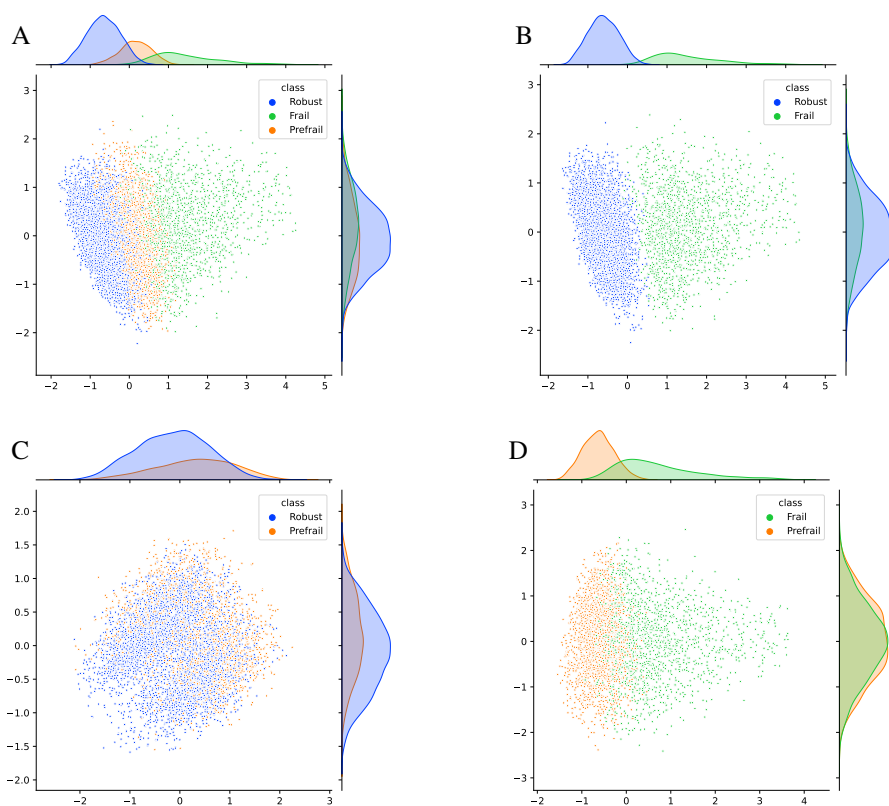 A
class
Robust
Frail
Prefrail
3
2
1
0
−1
−2
−2 −1 0 1 2 3 4 5
B
class
Robust
Frail
3
2
1
0
−1
−2
−2 −1 0 1 2 3 4 5
C
class
Robust
Prefrail
2.0
1.5
1.0
0.5
0.0
−0.5
−1.0
−1.5
−2.0
−2 −1 0 1 2 3
D
class
Frail
Prefrail
3
2
1
0
−1
−2
−3
−2 −1 0 1 2 3 4